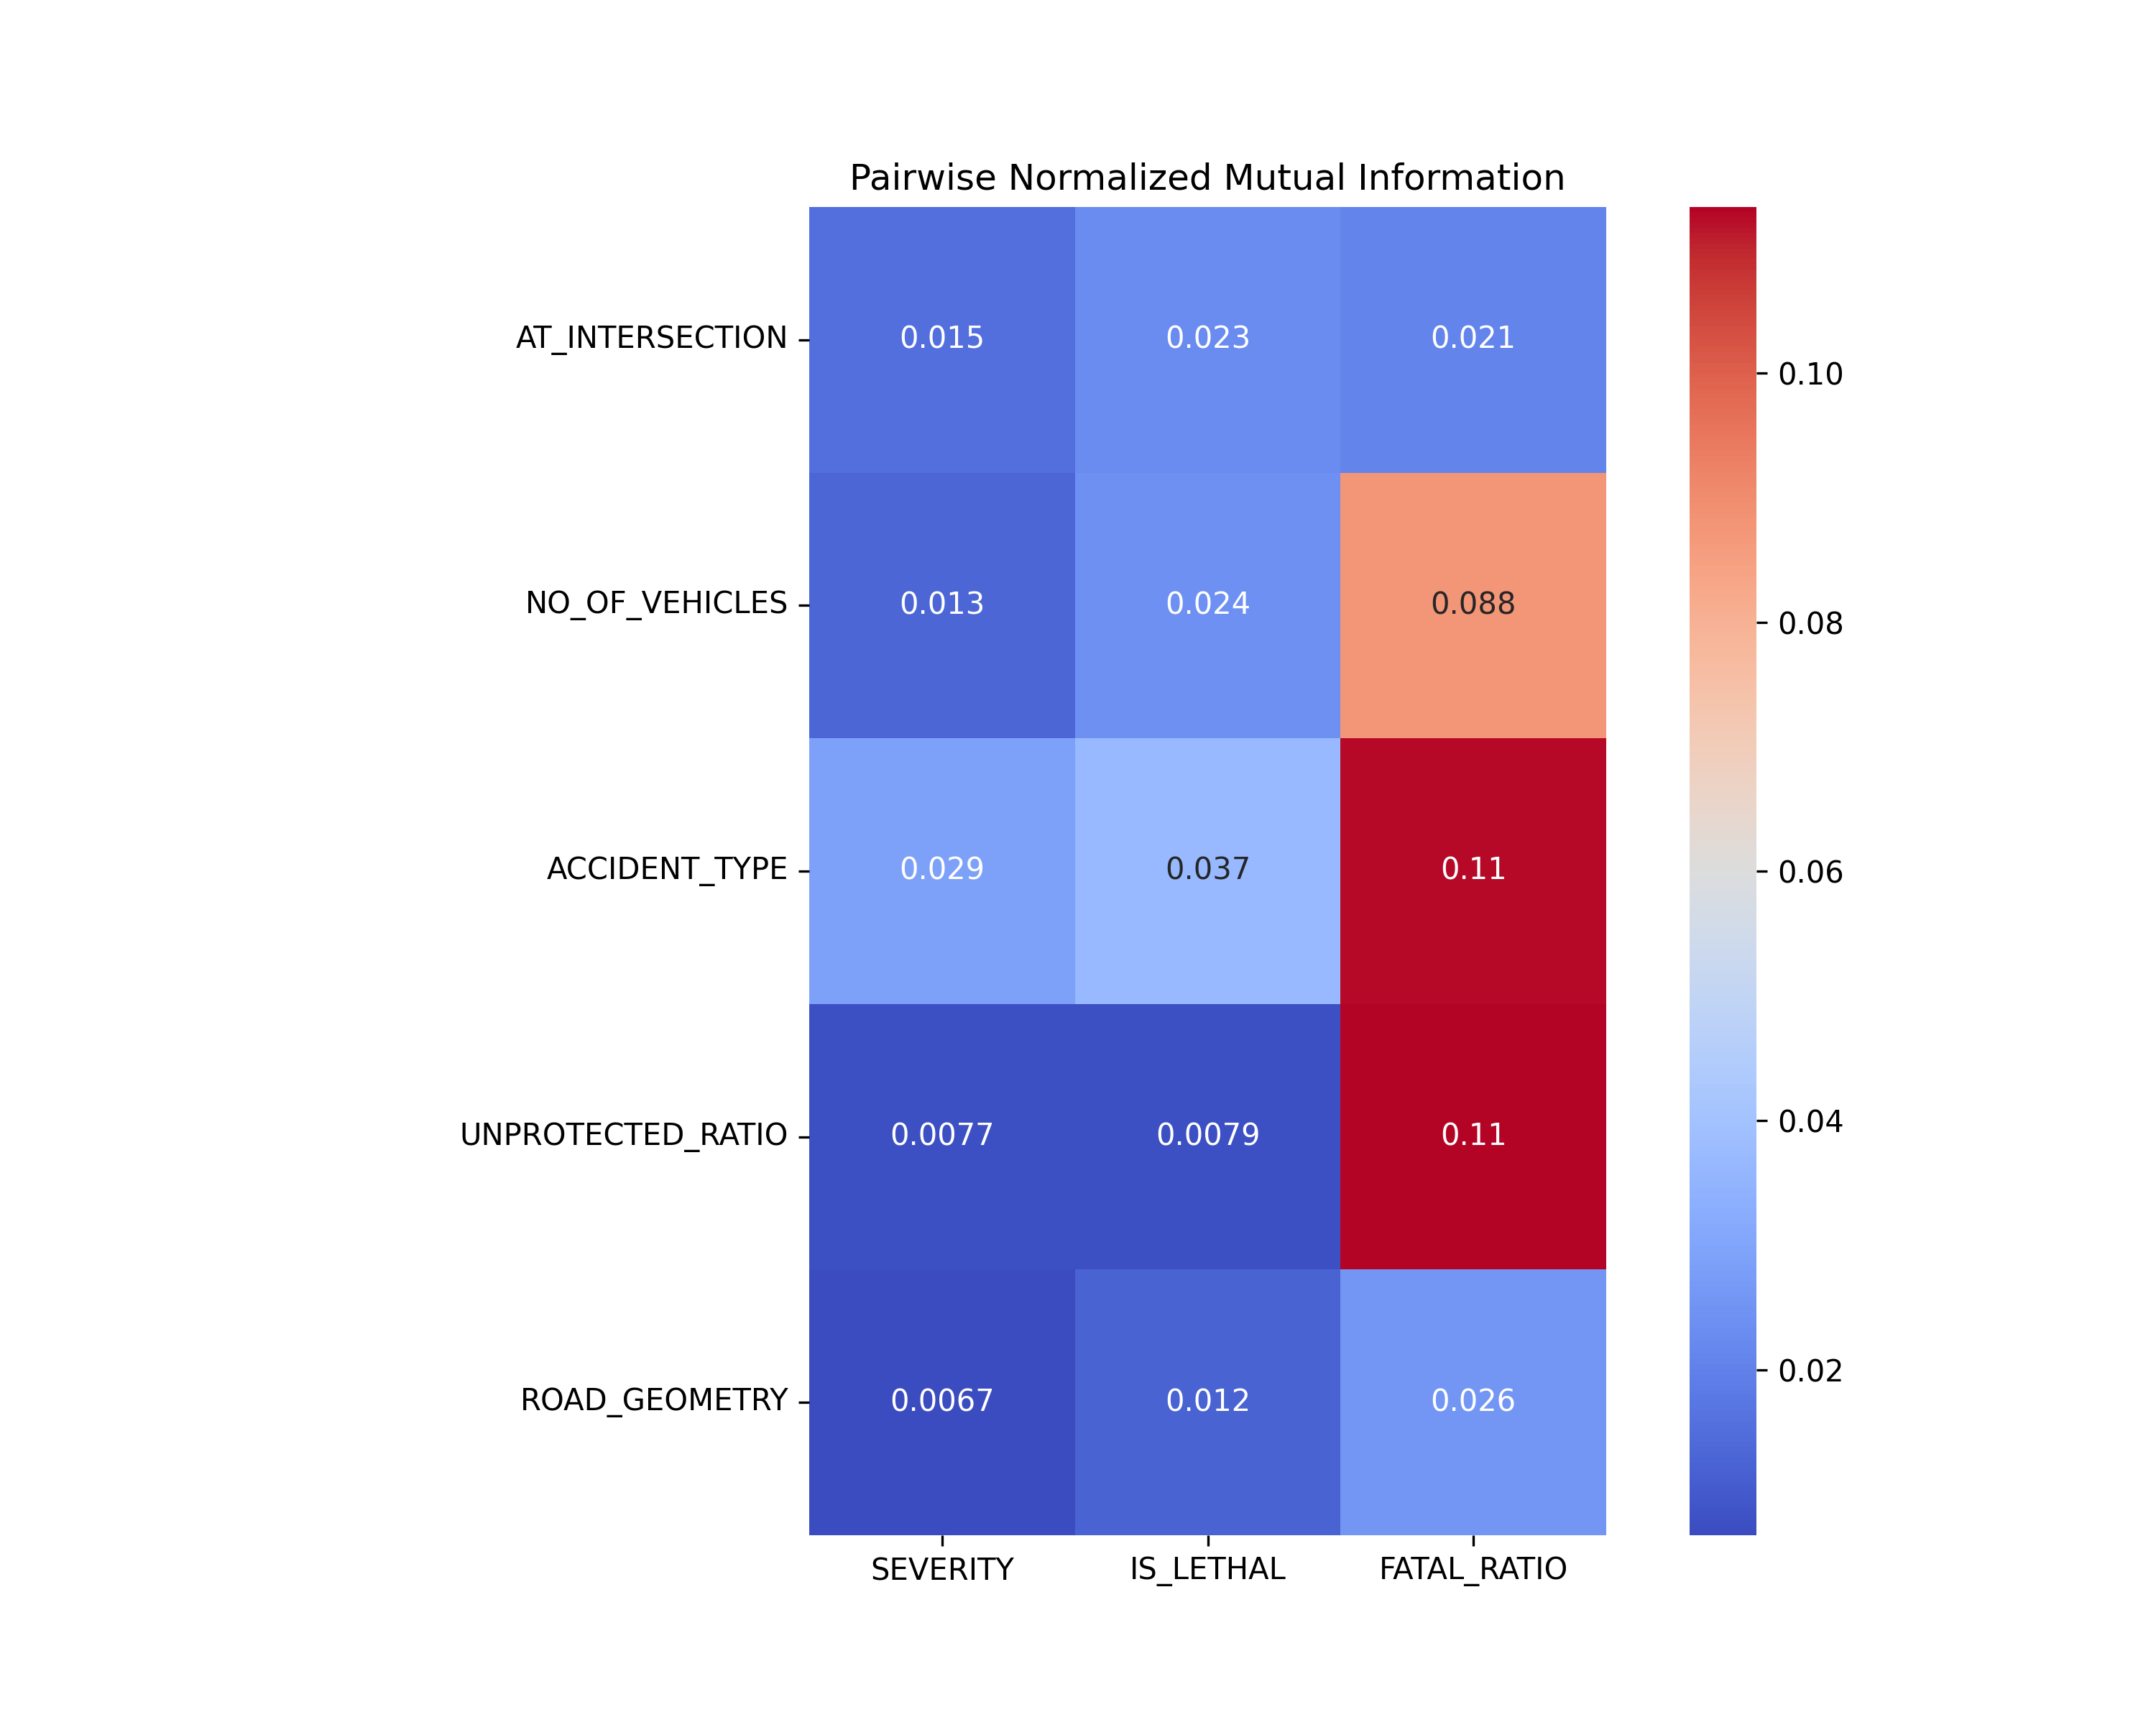 Pairwise Normalized Mutual Information
AT_INTERSECTION 0.015 0.023 0.021
NO_OF_VEHICLES 0.013 0.024 0.088
ACCIDENT_TYPE 0.029 0.037 0.11
UNPROTECTED_RATIO 0.0077 0.0079 0.11
ROAD_GEOMETRY 0.0067 0.012 0.026
SEVERITY IS_LETHAL FATAL_RATIO
0.10
0.08
0.06
0.04
0.02